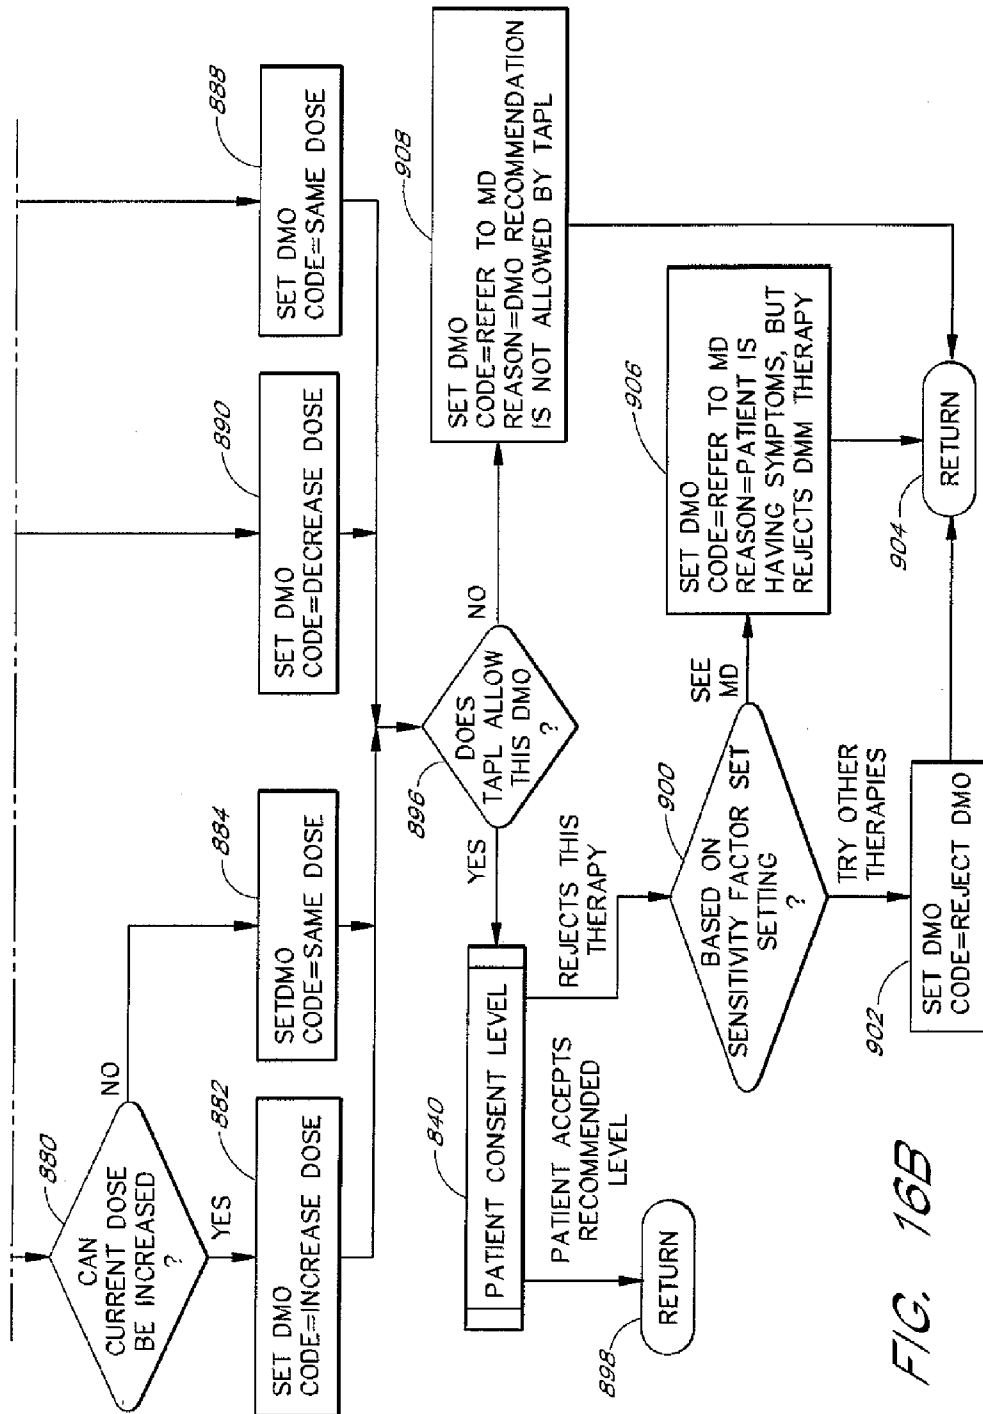 880
CAN
CURRENT DOSE
BE INCREASED
?
NO
YES
882
SET DMO
CODE=INCREASE DOSE
884
SETDMO
CODE=SAME DOSE
890
SET DMO
CODE=DECREASE DOSE
888
SET DMO
CODE=SAME DOSE
896
DOES
TAPL ALLOW
THIS DMO
?
NO
YES
908
SET DMO
CODE=REFER TO MD
REASON=DMO RECOMMENDATION
IS NOT ALLOWED BY TAPL
840
PATIENT CONSENT LEVEL
REJECTS THIS
THERAPY
PATIENT ACCEPTS
RECOMMENDED
LEVEL
898
RETURN
900
BASED ON
SENSITIVITY FACTOR SET
SETTING
?
SEE
MD
TRY OTHER
THERAPIES
906
SET DMO
CODE=REFER TO MD
REASON=PATIENT IS
HAVING SYMPTOMS, BUT
REJECTS DMM THERAPY
902
SET DMO
CODE=REJECT DMO
904
RETURN
FIG. 16B